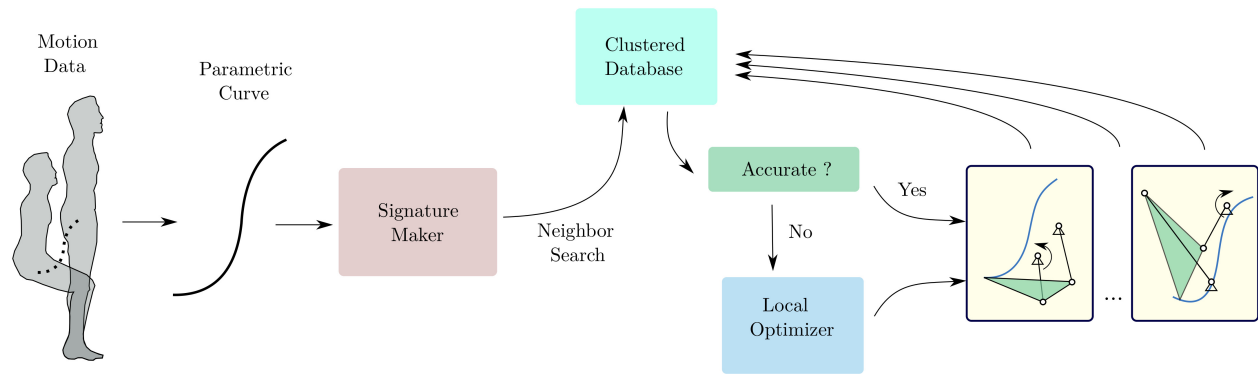 Motion
Data
Parametric
Curve
Signature
Maker
Neighbor
Search
Clustered
Database
Accurate ?
Yes
No
Local
Optimizer
...